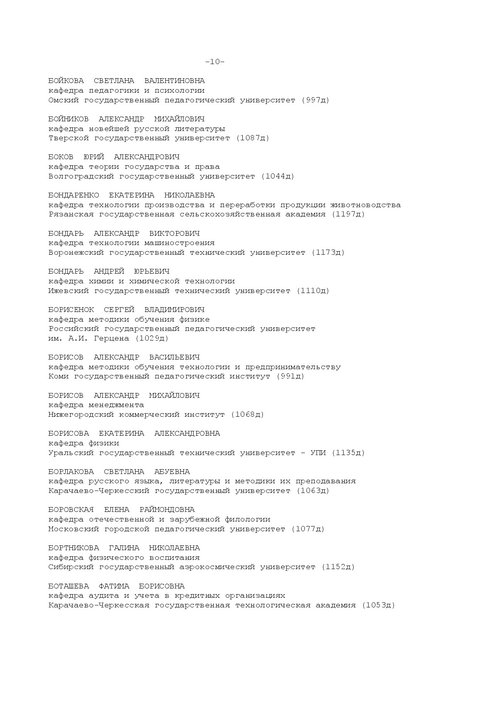 -10-
БОЙКОВА СВЕТЛАНА ВАЛЕНТИНОВНА
кафедра педагогики и психологии
Омский государственный педагогический университет (997д)
БОЙНИКОВ АЛЕКСАНДР МИХАЙЛОВИЧ
кафедра новейшей русской литературы
Тверской государственный университет (1087д)
БОКОВ ЮРИЙ АЛЕКСАНДРОВИЧ
кафедра теории государства и права
Волгоградский государственный университет (1044д)
БОНДАРЕНКО ЕКАТЕРИНА НИКОЛАЕВНА
кафедра технологии производства и переработки продукции животноводства
Рязанская государственная сельскохозяйственная академия (1197д)
БОНДАРЬ АЛЕКСАНДР ВИКТОРОВИЧ
кафедра технологии машиностроения
Воронежский государственный технический университет (1173д)
БОНДАРЬ АНДРЕЙ ЮРЬЕВИЧ
кафедра химии и химической технологии
Ижевский государственный технический университет (1110д)
БОРИСЕНОК СЕРГЕЙ ВЛАДИМИРОВИЧ
кафедра методики обучения физике
Российский государственный педагогический университет
им. А.И. Герцена (1029д)
БОРИСОВ АЛЕКСАНДР ВАСИЛЬЕВИЧ
кафедра методики обучения технологии и предпринимательству
Коми государственный педагогический институт (991д)
БОРИСОВ АЛЕКСАНДР МИХАЙЛОВИЧ
кафедра менеджмента
Нижегородский коммерческий институт (1068д)
БОРИСОВА ЕКАТЕРИНА АЛЕКСАНДРОВНА
кафедра физики
Уральский государственный технический университет - УПИ (1135д)
БОРЛАКОВА СВЕТЛАНА АБУЕВНА
кафедра русского языка, литературы и методики их преподавания
Карачаево-Черкесский государственный университет (1063д)
БОРОВСКАЯ ЕЛЕНА РАЙМОНДОВНА
кафедра отечественной и зарубежной филологии
Московский городской педагогический университет (1077д)
БОРТНИКОВА ГАЛИНА НИКОЛАЕВНА
кафедра физического воспитания
Сибирский государственный аэрокосмический университет (1152д)
БОТАШЕВА ФАТИМА БОРИСОВНА
кафедра аудита и учета в кредитных организациях
Карачаево-Черкесская государственная технологическая академия (1053д)